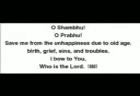 O Shambhu!
O Prabhu!
Save me from the unhappiness due to old age.
birth, grief, sins, and troubles.
I bow to You,
Who is the Lord.